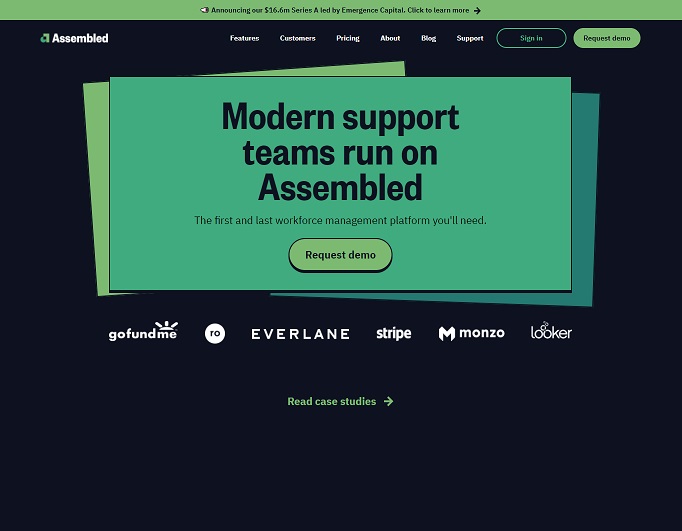 Announcing our $16.6m Series A led by Emergence Capital. Click to learn more
Assembled
Features
Customers
Pricing
About
Blog
Support
Sign in
Request demo
Modern support
teams run on
Assembled
The first and last workforce management platform you'll need.
Request demo
gofundme
ro
EVERLANE
stripe
monzo
looker
Read case studies